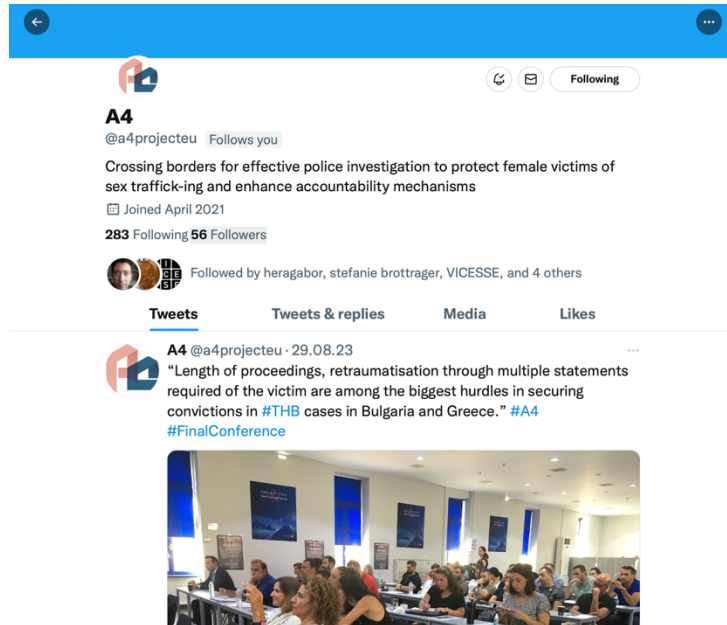 A4
@a4projecteu Follows you
Following
Crossing borders for effective police investigation to protect female victims of
sex traffick-ing and enhance accountability mechanisms
Joined April 2021
283 Following 56 Followers
ICE
Followed by heragabor, stefanie brottrager, VICESSE, and 4 others
Tweets Tweets & replies Media Likes
A4 @a4projecteu · 29.08.23
“Length of proceedings, retraumatisation through multiple statements
required of the victim are among the biggest hurdles in securing
convictions in #THB cases in Bulgaria and Greece.” #A4
#FinalConference